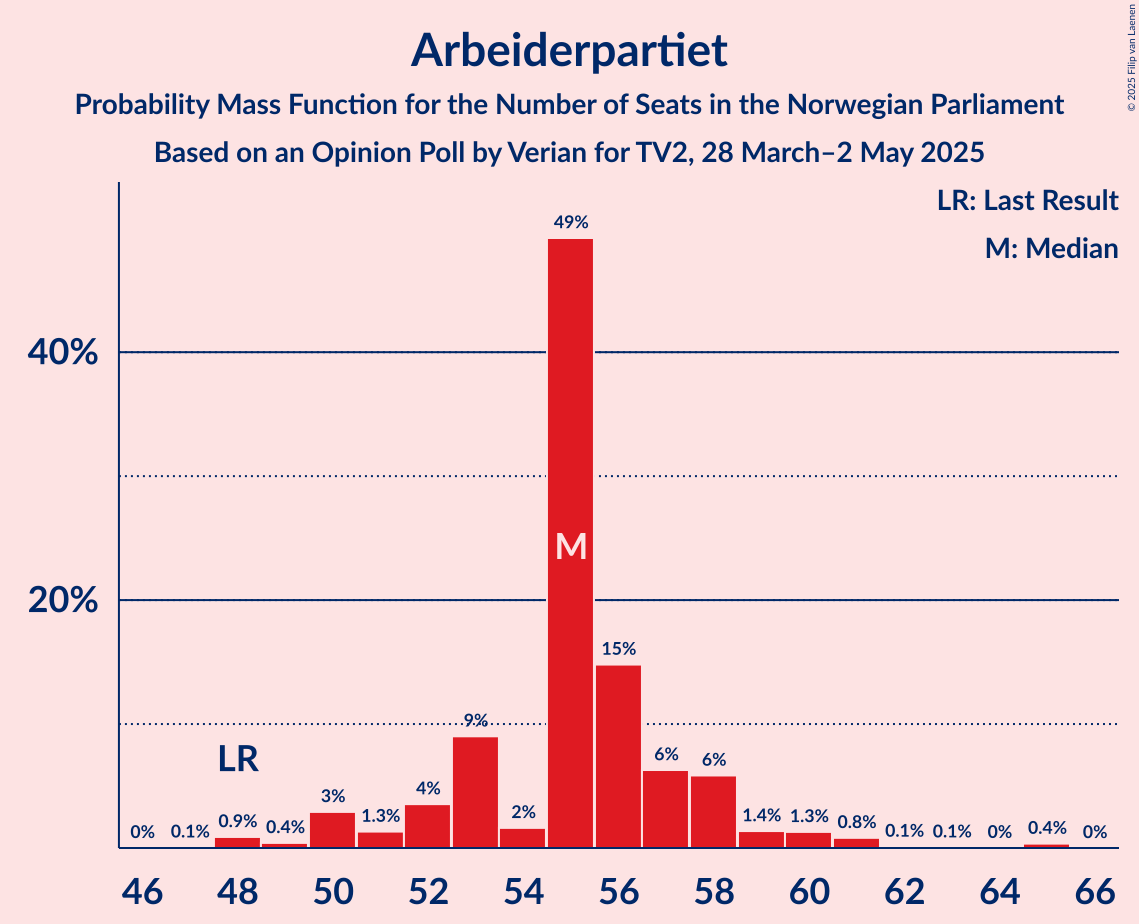 Arbeiderpartiet
Probability Mass Function for the Number of Seats in the Norwegian Parliament
Based on an Opinion Poll by Verian for TV2, 28 March–2 May 2025
© 2025 Filip van Laenen
LR: Last Result
M: Median
40%
20%
0%
0.1%
0.9%
0.4%
3%
1.3%
4%
9%
2%
49%
15%
6%
6%
1.4%
1.3%
0.8%
0.1%
0.1%
0%
0.4%
0%
LR
M
46 48 50 52 54 56 58 60 62 64 66